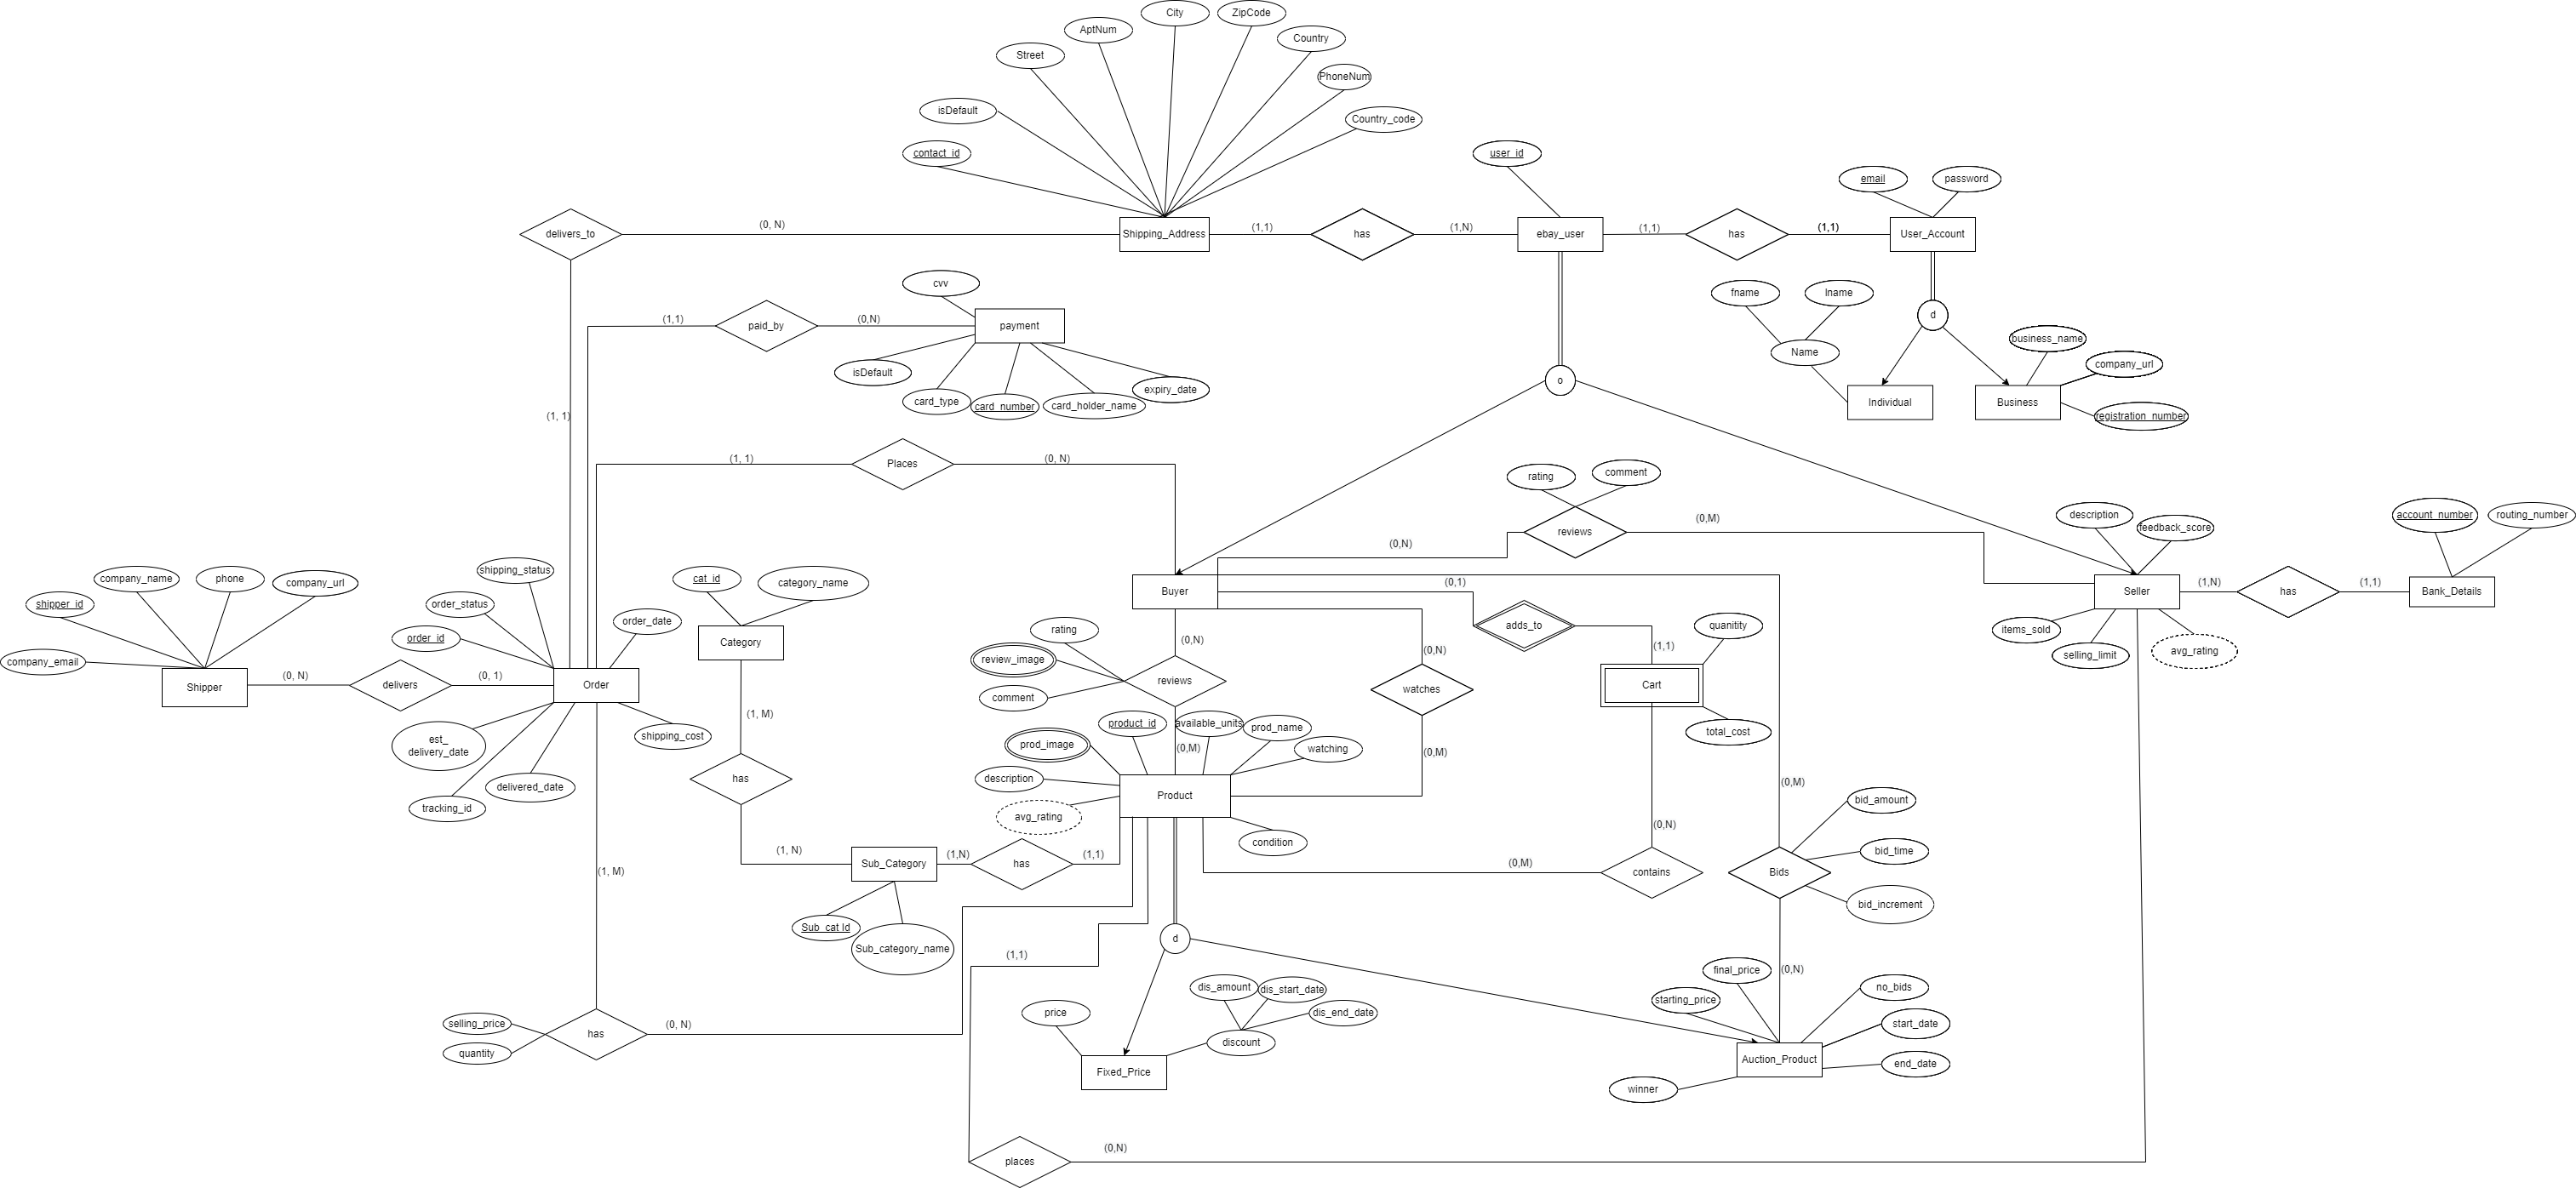 City
ZipCode
AptNum
Country
Street
PhoneNum
isDefault
Country_code
contact_id
user_id
email
password
delivers_to
(0, N)
Shipping_Address
(1,1)
has
(1,N)
ebay_user
(1,1)
has
(1,1)
User_Account
cvv
fname
lname
(1,1)
paid_by
(0,N)
payment
d
business_name
Name
company_url
isDefault
o
expiry_date
card_type
card_number
card_holder_name
Individual
Business
registration_number
(1, 1)
Places
(1, 1)
(0, N)
rating
comment
description
feedback_score
account_number
routing_number
reviews
(0,M)
(0,N)
shipping_status
company_name
phone
company_url
cat_id
category_name
(0,1)
Buyer
Seller
(1,N)
has
(1,1)
Bank_Details
shipper_id
order_status
order_id
order_date
rating
adds_to
quanitity
items_sold
Category
(0,N)
(0,N)
(1,1)
selling_limit
avg_rating
company_email
review_image
Shipper
(0, N)
delivers
(0, 1)
Order
reviews
watches
Cart
comment
(1, M)
product_id
available_units
prod_name
total_cost
shipping_cost
est_
delivery_date
prod_image
(0,M)
watching
(0,M)
has
description
(0,M)
delivered_date
Product
tracking_id
avg_rating
bid_amount
condition
(0,N)
(1, N)
Sub_Category
(1,N)
has
(1,1)
(0,M)
contains
Bids
bid_time
(1, M)
bid_increment
Sub_cat Id
Sub_category_name
d
(1,1)
final_price
(0,N)
dis_amount
dis_start_date
starting_price
no_bids
price
dis_end_date
selling_price
has
(0, N)
discount
start_date
quantity
Fixed_Price
Auction_Product
end_date
winner
places
(0,N)